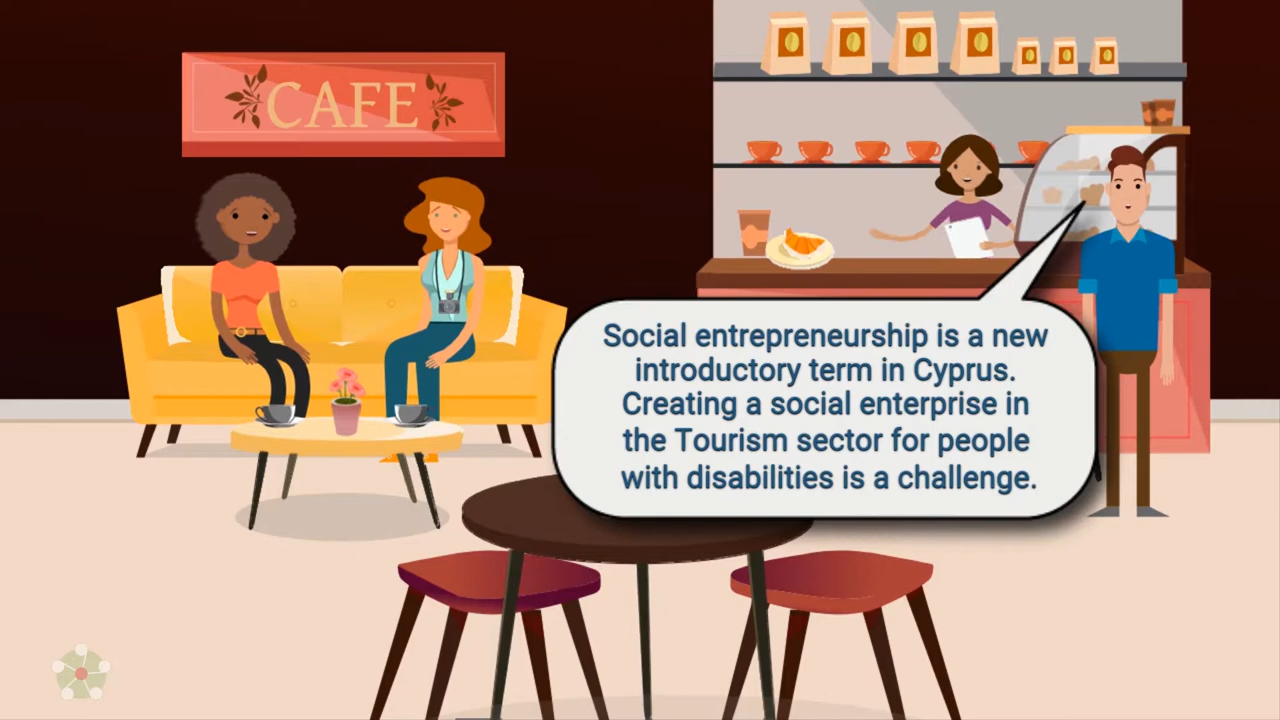 CAFE
Social entrepreneurship is a new
introductory term in Cyprus.
Creating a social enterprise in
the Tourism sector for people
with disabilities is a challenge.